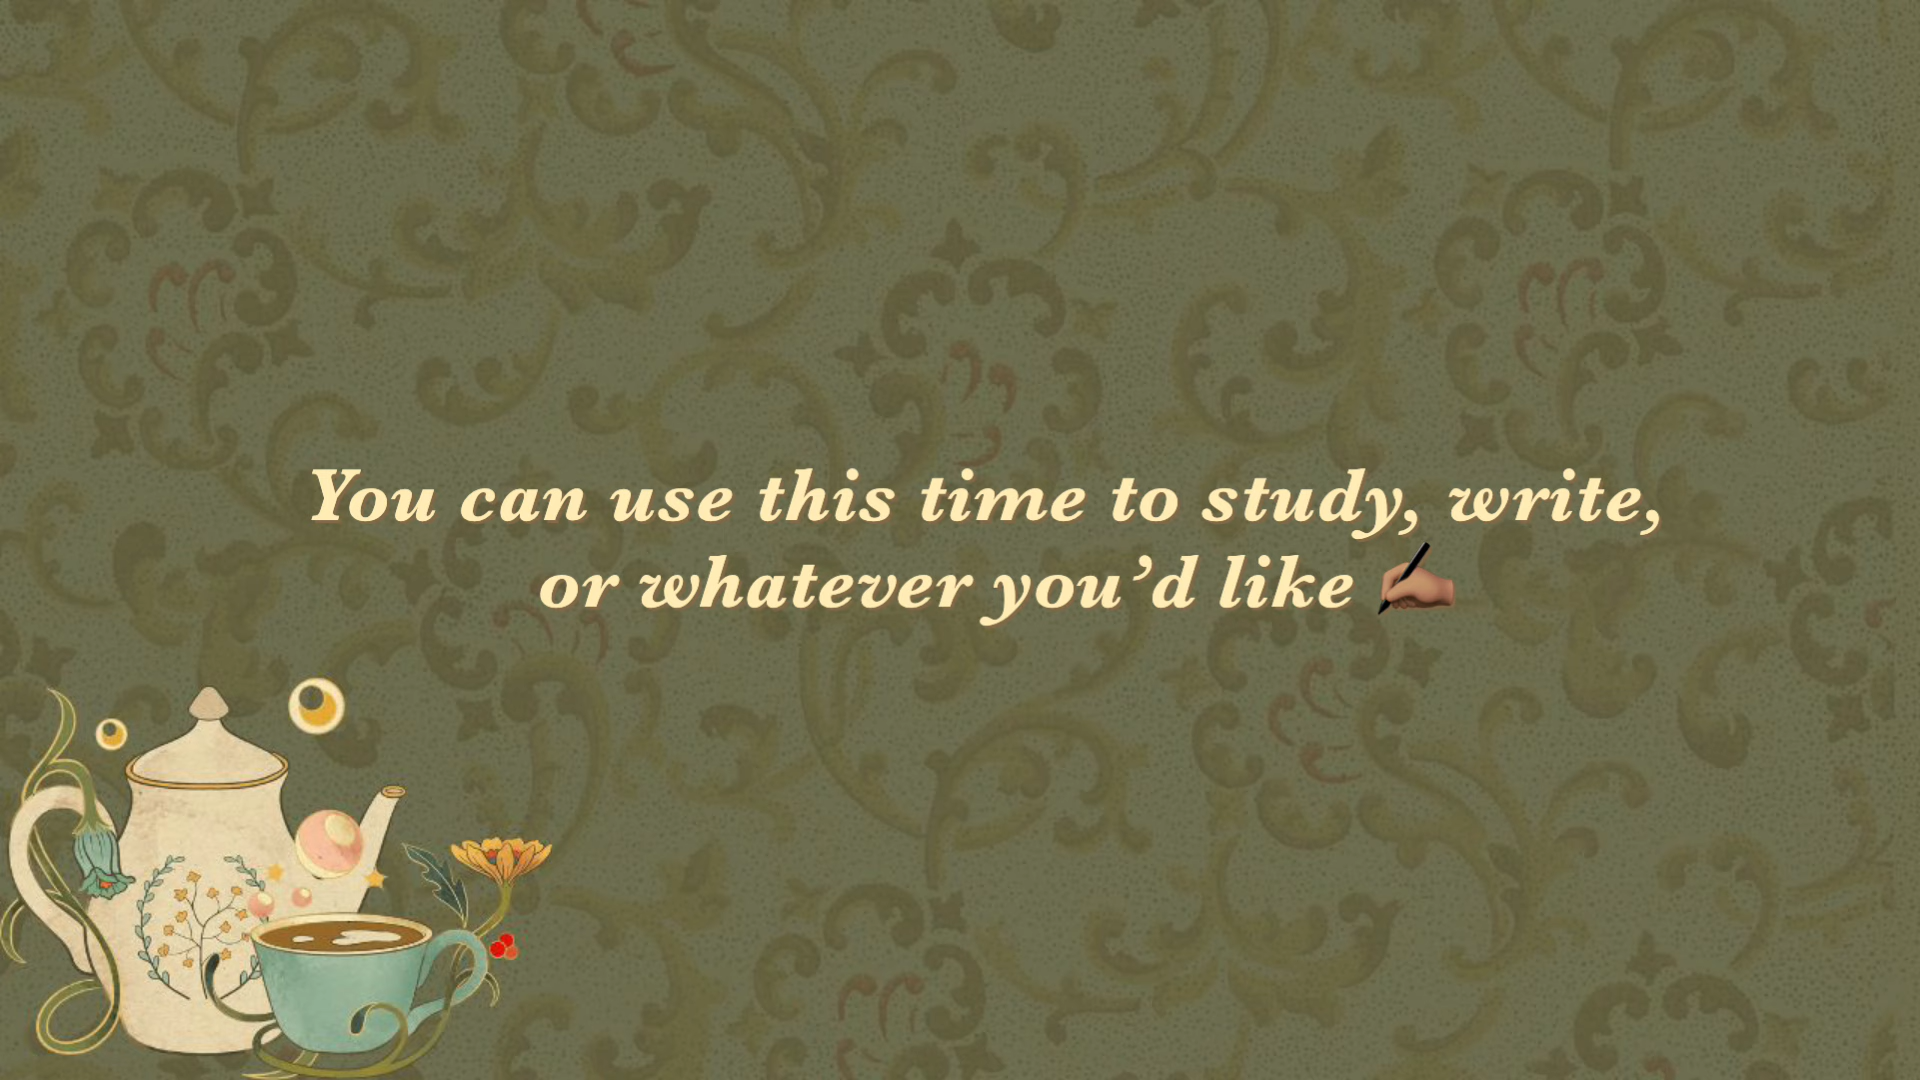 You can use this time to study, write,
or whatever you’d like ✍🏽